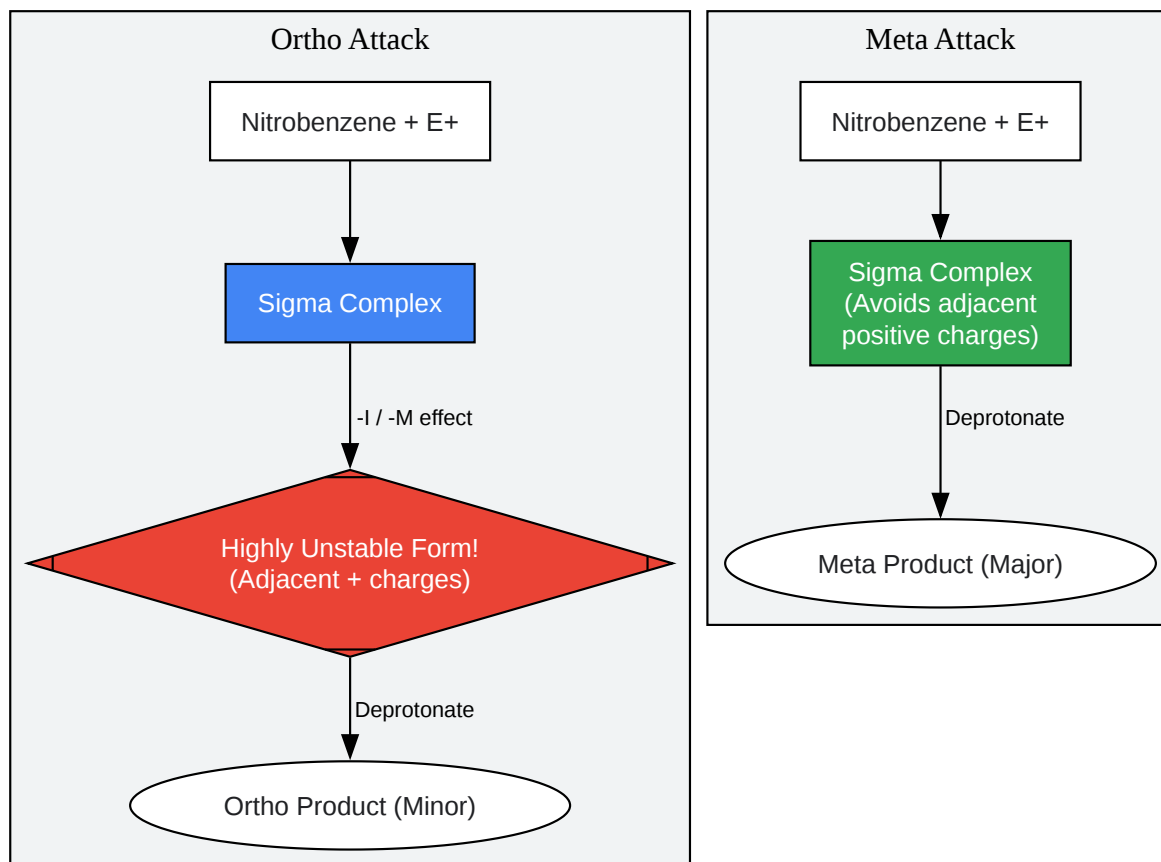 Ortho Attack
Nitrobenzene + E+
Sigma Complex
-I / -M effect
Highly Unstable Form!
(Adjacent + charges)
Deprotonate
Ortho Product (Minor)
Meta Attack
Nitrobenzene + E+
Sigma Complex
(Avoids adjacent
positive charges)
Deprotonate
Meta Product (Major)